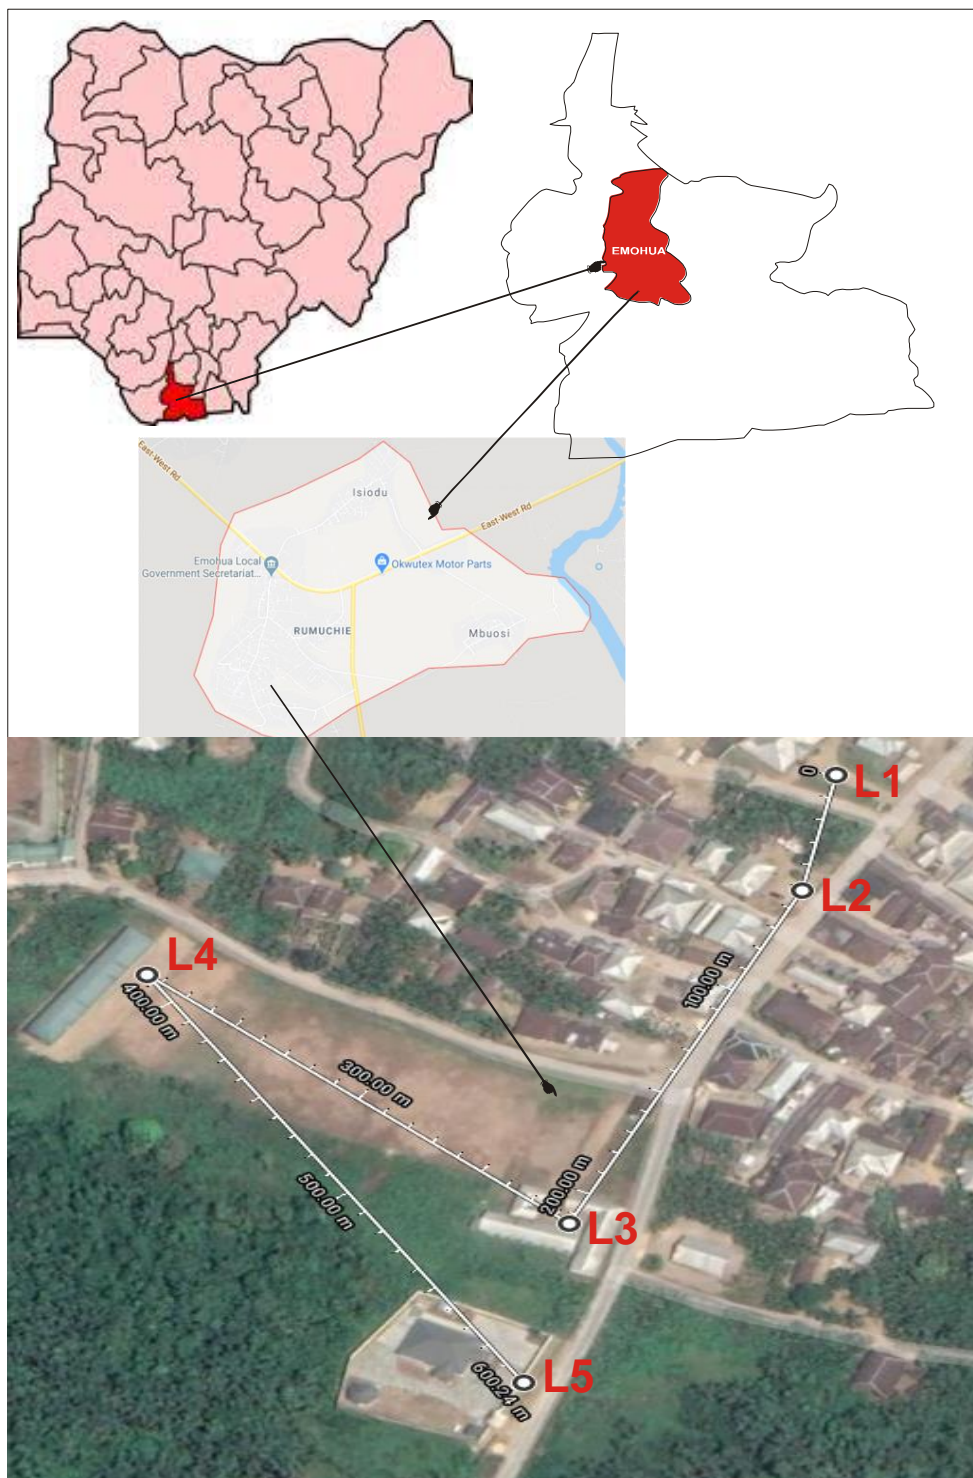 EMOHUA
East-West Rd
Isiodu
East-West Rd
Emohua Local
Government Secretariat...
Okwutex Motor Parts
RUMUCHIE
Mbuosi
0
L1
L2
L4
100.00 m
400.00 m
300.00 m
200.00 m
500.00 m
L3
600.24 m
L5